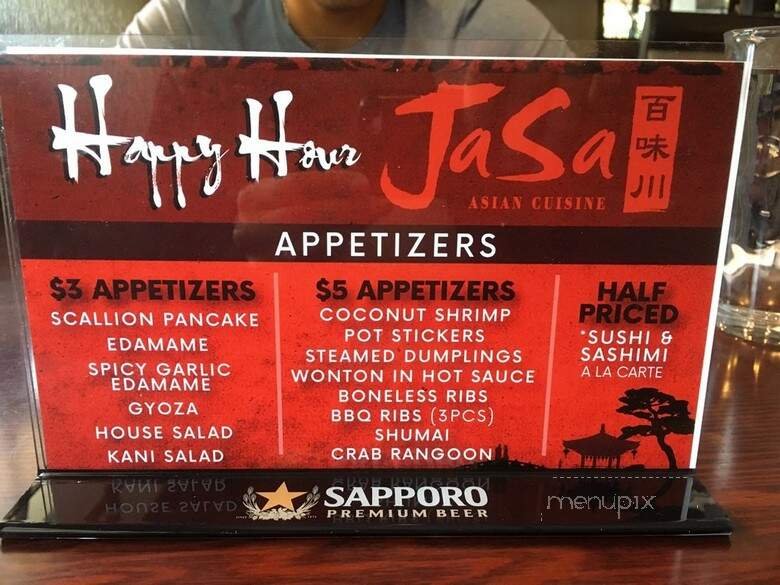 Happy Hour
JaSa
ASIAN CUISINE
百味川
APPETIZERS
$3 APPETIZERS
SCALLION PANCAKE
EDAMAME
SPICY GARLIC
EDAMAME
GYOZA
HOUSE SALAD
KANI SALAD
$5 APPETIZERS
COCONUT SHRIMP
POT STICKERS
STEAMED DUMPLINGS
WONTON IN HOT SAUCE
BONELESS RIBS
BBQ RIBS (3PCS)
SHUMAI
CRAB RANGOON
HALF
PRICED
*SUSHI &
SASHIMI
A LA CARTE
SAPPORO
PREMIUM BEER
menupix